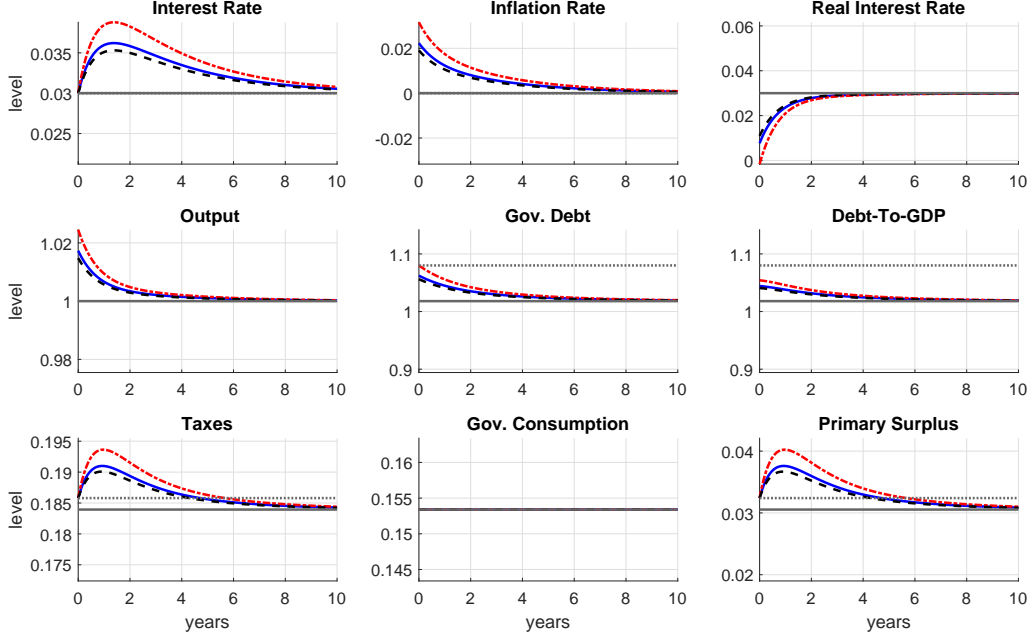 Interest Rate
level
0.035
0.03
0.025
0 2 4 6 8 10
Inflation Rate
0.02
0
-0.02
0 2 4 6 8 10
Real Interest Rate
0.06
0.04
0.02
0
0 2 4 6 8 10
Output
1.02
1
0.98
0 2 4 6 8 10
Gov. Debt
1.1
1
0.9
0 2 4 6 8 10
Debt-To-GDP
1.1
1
0.9
0 2 4 6 8 10
Taxes
level
0.195
0.19
0.185
0.18
0.175
0 2 4 6 8 10
years
Gov. Consumption
0.16
0.155
0.15
0.145
0 2 4 6 8 10
years
Primary Surplus
0.04
0.03
0.02
0 2 4 6 8 10
years